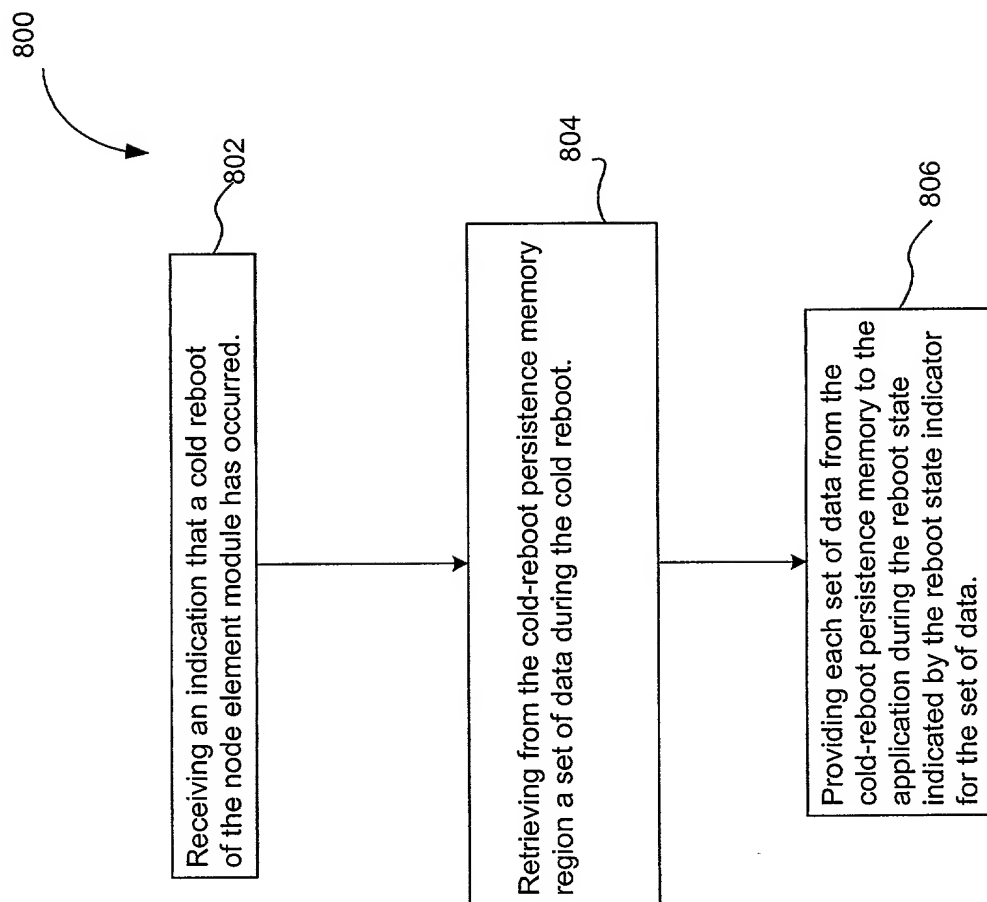 800
802
Receiving an indication that a cold reboot
of the node element module has occurred.
804
Retrieving from the cold-reboot persistence memory
region a set of data during the cold reboot.
806
Providing each set of data from the
cold-reboot persistence memory to the
application during the reboot state
indicated by the reboot state indicator
for the set of data.